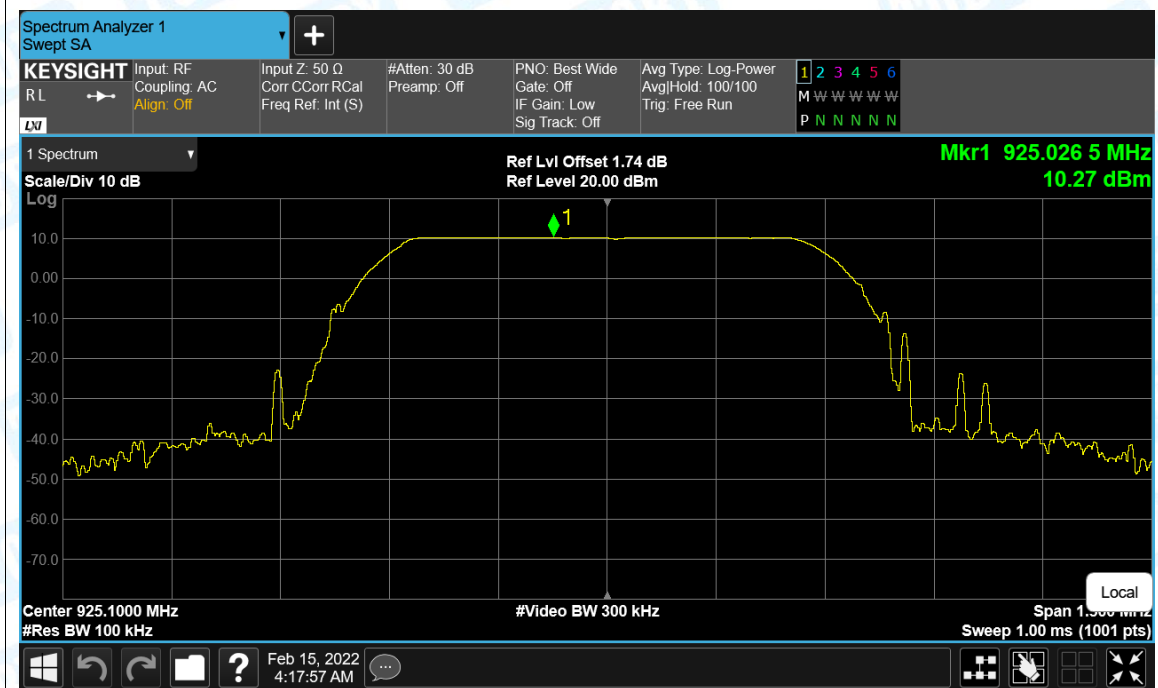 Spectrum Analyzer 1
Swept SA
KEYSIGHT
R L
LXI
Input: RF
Coupling: AC
Align: Off
Input Z: 50 Ω
Corr CCorr RCal
Freq Ref: Int (S)
#Atten: 30 dB
Preamp: Off
PNO: Best Wide
Gate: Off
IF Gain: Low
Sig Track: Off
Avg Type: Log-Power
Avg|Hold: 100/100
Trig: Free Run
1 2 3 4 5 6
M W W W W W
P N N N N N
1 Spectrum
Scale/Div 10 dB
Log
Ref Lvl Offset 1.74 dB
Ref Level 20.00 dBm
Mkr1 925.026 5 MHz
10.27 dBm
1
10.0
0.00
-10.0
-20.0
-30.0
-40.0
-50.0
-60.0
-70.0
Local
Center 925.1000 MHz
#Res BW 100 kHz
#Video BW 300 kHz
Span
Sweep 1.00 ms (1001 pts)
?
Feb 15, 2022
4:17:57 AM